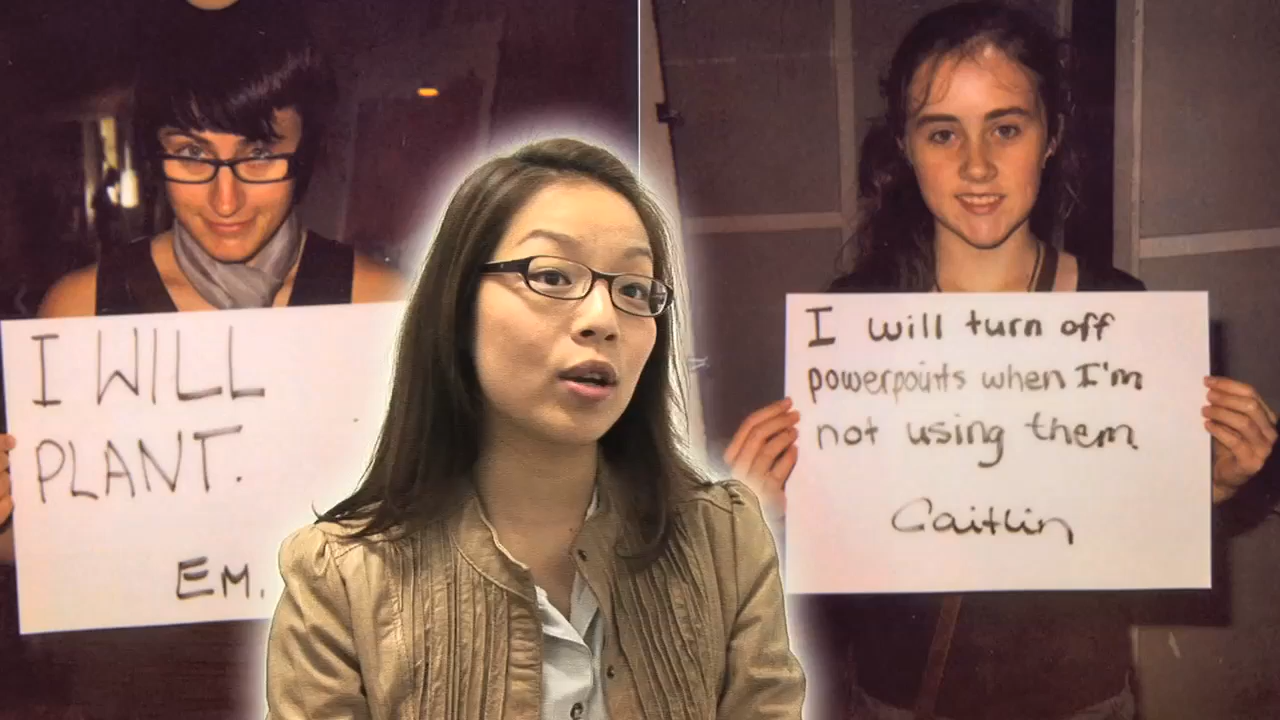 I WILL
PLANT.
EM.
I will turn off
powerpoints when I'm
not using them
Caitlin